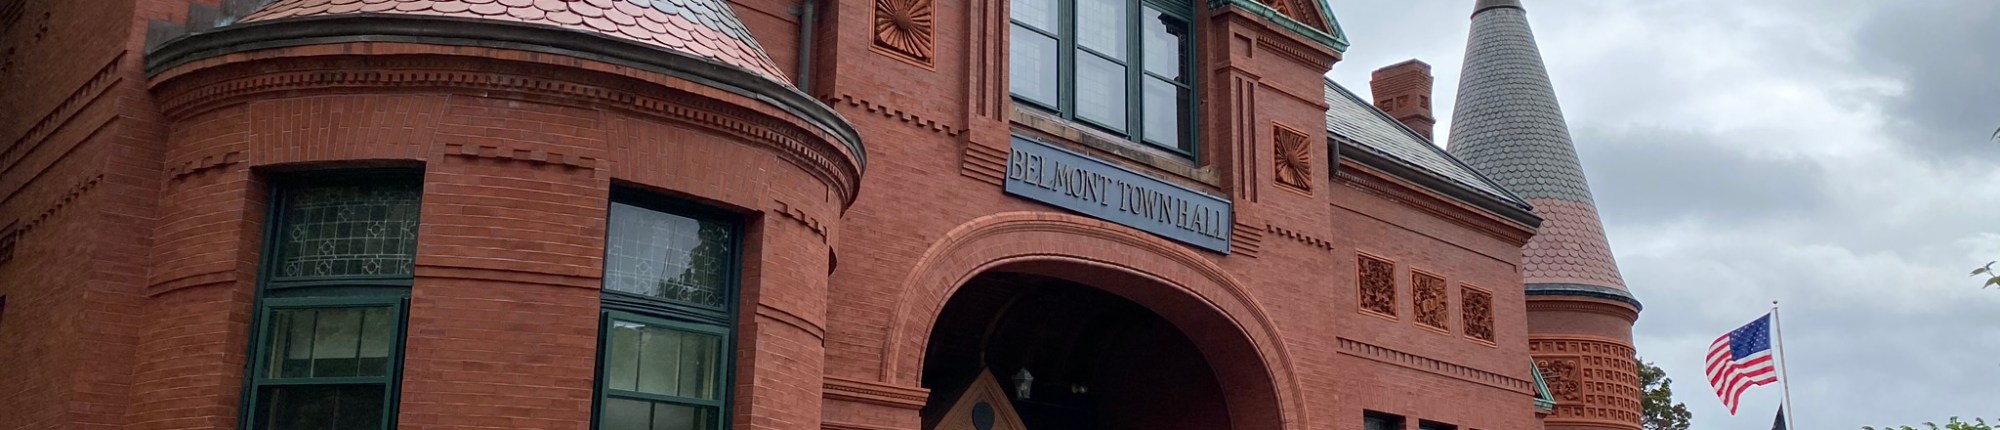 BELMONT TOWN HALL